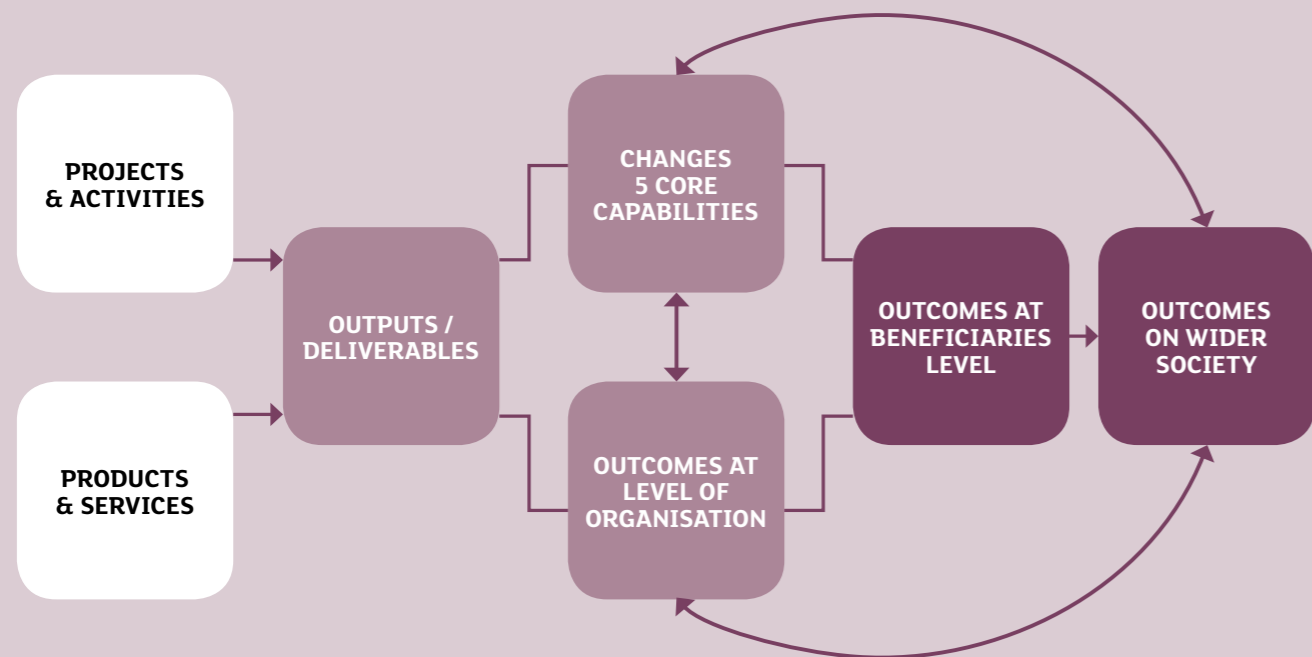 PROJECTS
& ACTIVITIES
PRODUCTS
& SERVICES
OUTPUTS /
DELIVERABLES
CHANGES
5 CORE
CAPABILITIES
OUTCOMES AT
LEVEL OF
ORGANISATION
OUTCOMES AT
BENEFICIARIES
LEVEL
OUTCOMES
ON WIDER
SOCIETY